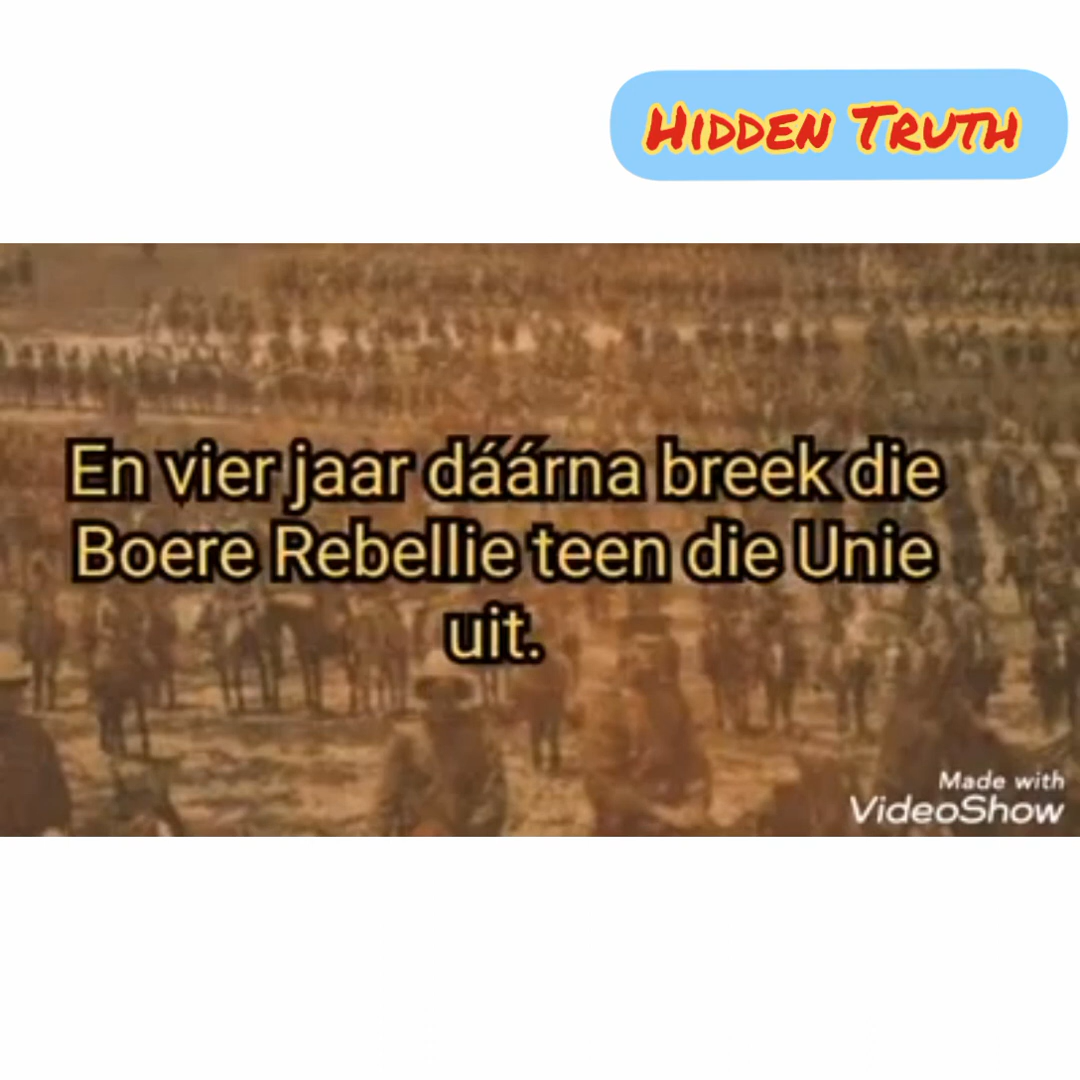 HIDDEN TRUTH
En vier jaar dáárna breek die
Boere Rebellie teen die Unie
uit.
Made with
VideoShow